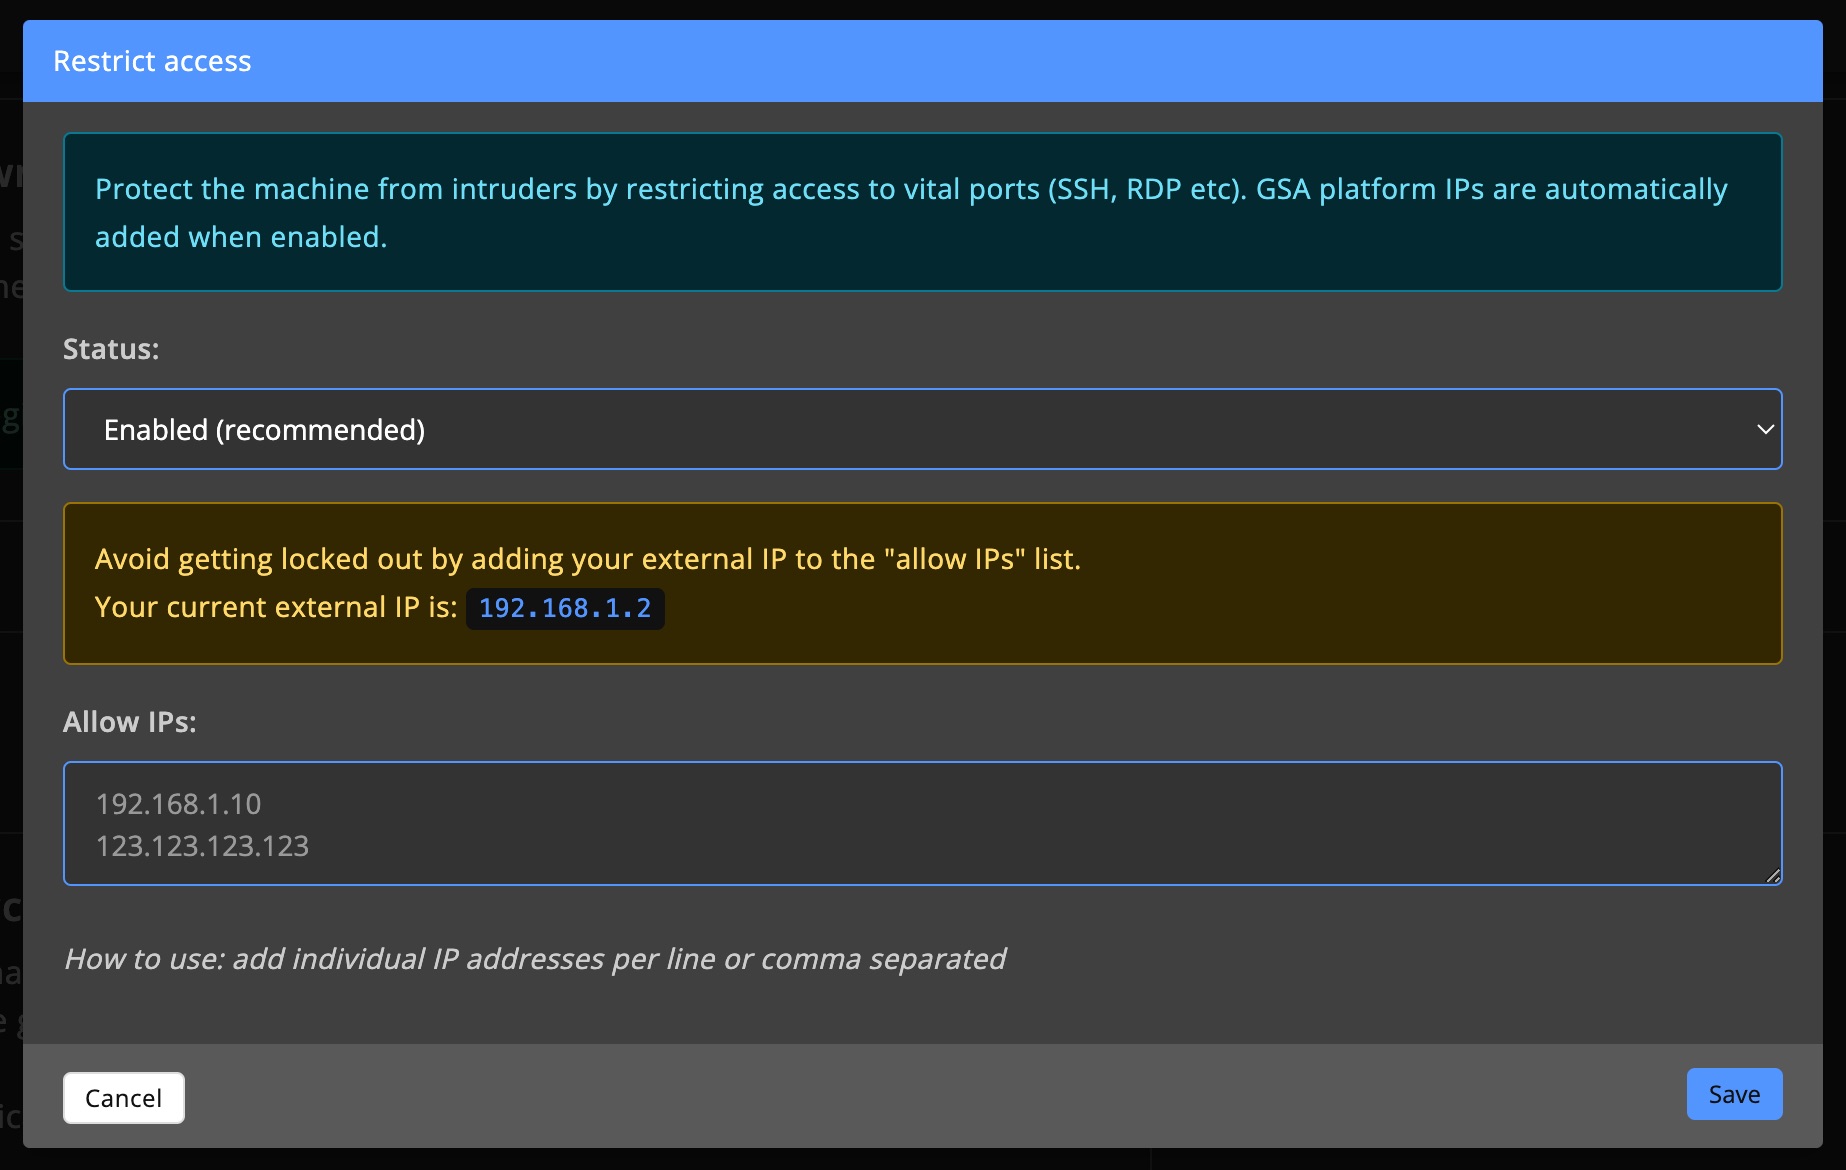 Restrict access
Protect the machine from intruders by restricting access to vital ports (SSH, RDP etc). GSA platform IPs are automatically
added when enabled.
Status:
Enabled (recommended)
Avoid getting locked out by adding your external IP to the "allow IPs" list.
Your current external IP is: 192.168.1.2
Allow IPs:
192.168.1.10
123.123.123.123
How to use: add individual IP addresses per line or comma separated
Cancel
Save